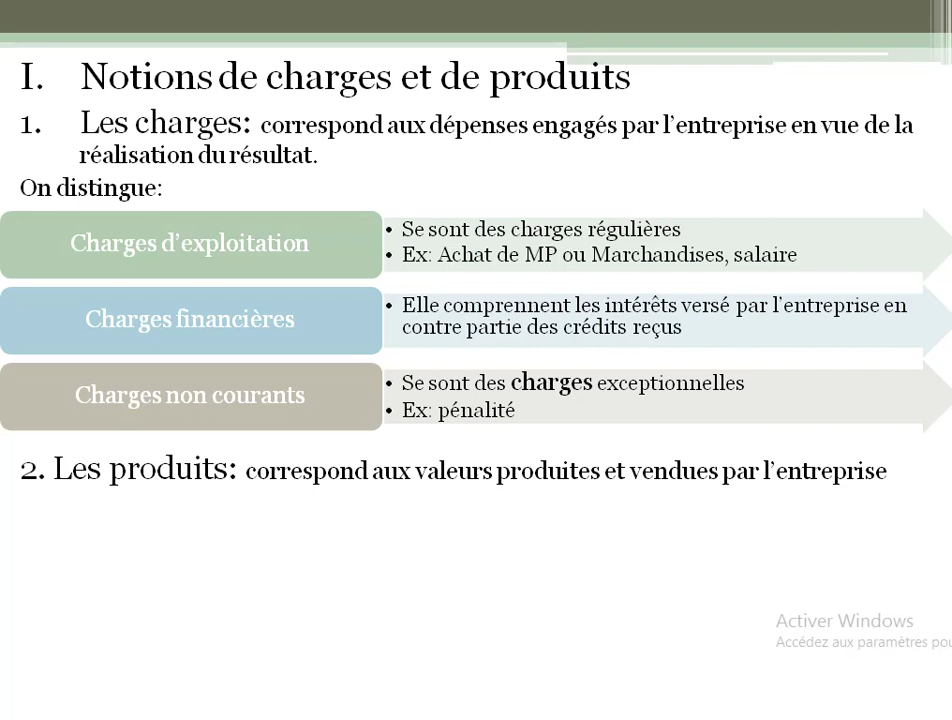 I. Notions de charges et de produits
1. Les charges: correspond aux dépenses engagés par l'entreprise en vue de la
réalisation du résultat.
On distingue:
Charges d'exploitation
• Se sont des charges régulières
• Ex: Achat de MP ou Marchandises, salaire
Charges financières
• Elle comprennent les intérêts versé par l'entreprise en
contre partie des crédits reçus
Charges non courants
• Se sont des charges exceptionnelles
• Ex: pénalité
2. Les produits: correspond aux valeurs produites et vendues par l'entreprise
Activer Windows
Accédez aux paramètres pou